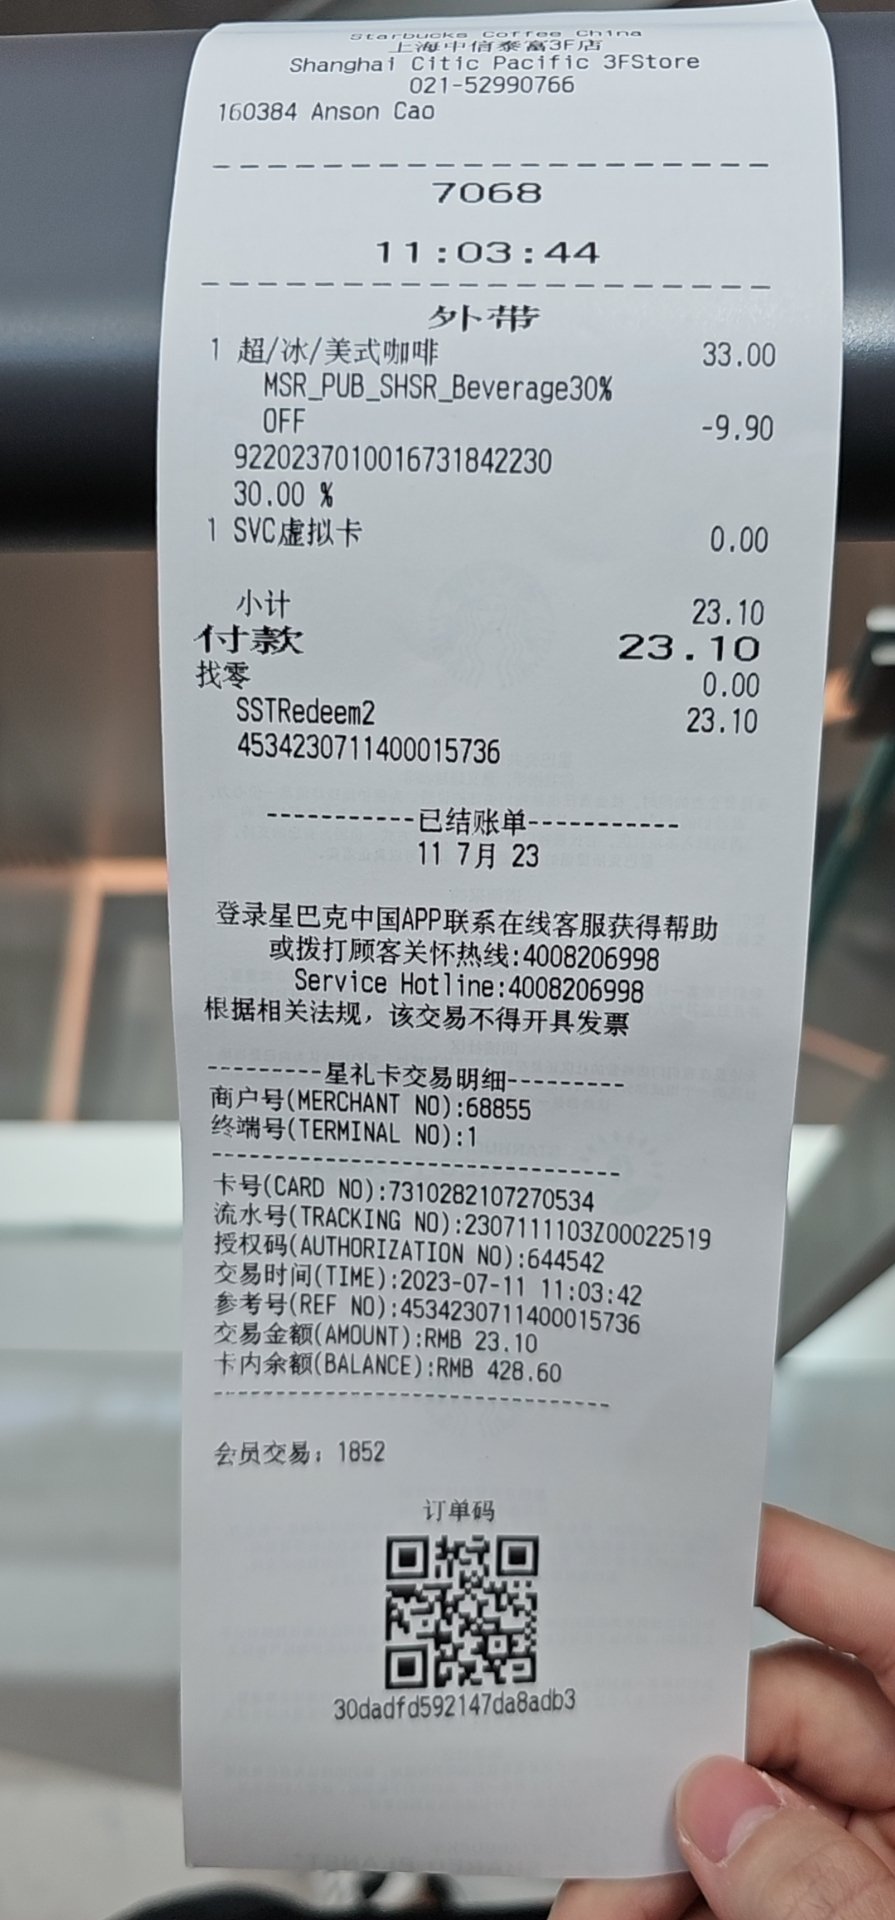 Starbucks Coffee China
上海中信泰富3F店
Shanghai Citic Pacific 3FStore
021-52990766
160384 Anson Cao
7068
11:03:44
外带
1 超/冰/美式咖啡 33.00
MSR_PUB_SHSR_Beverage30%
OFF -9.90
9220237010016731842230
30.00 %
1 SVC虚拟卡 0.00
小计 23.10
付款 23.10
找零 0.00
SSTRedeem2 23.10
4534230711400015736
-----------已结账单-----------
11 7月 23
登录星巴克中国APP联系在线客服获得帮助
或拨打顾客关怀热线:4008206998
Service Hotline:4008206998
根据相关法规，该交易不得开具发票
---------星礼卡交易明细---------
商户号(MERCHANT NO):68855
终端号(TERMINAL NO):1
卡号(CARD NO):7310282107270534
流水号(TRACKING NO):2307111103Z00022519
授权码(AUTHORIZATION NO):644542
交易时间(TIME):2023-07-11 11:03:42
参考号(REF NO):4534230711400015736
交易金额(AMOUNT):RMB 23.10
卡内余额(BALANCE):RMB 428.60
会员交易：1852
订单码
30dadfd592147da8adb3